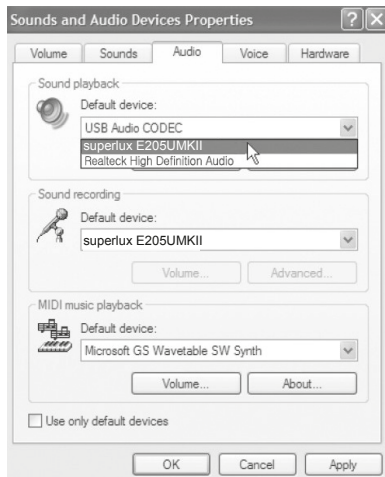 Sounds and Audio Devices Properties
Volume Sounds Audio Voice Hardware
Sound playback
Default device:
USB Audio CODEC
superlux E205UMKII
Realteck High Definition Audio
Sound recording
Default device:
superlux E205UMKII
Volume... Advanced...
MIDI music playback
Default device:
Microsoft GS Wavetable SW Synth
Volume... About...
Use only default devices
OK Cancel Apply